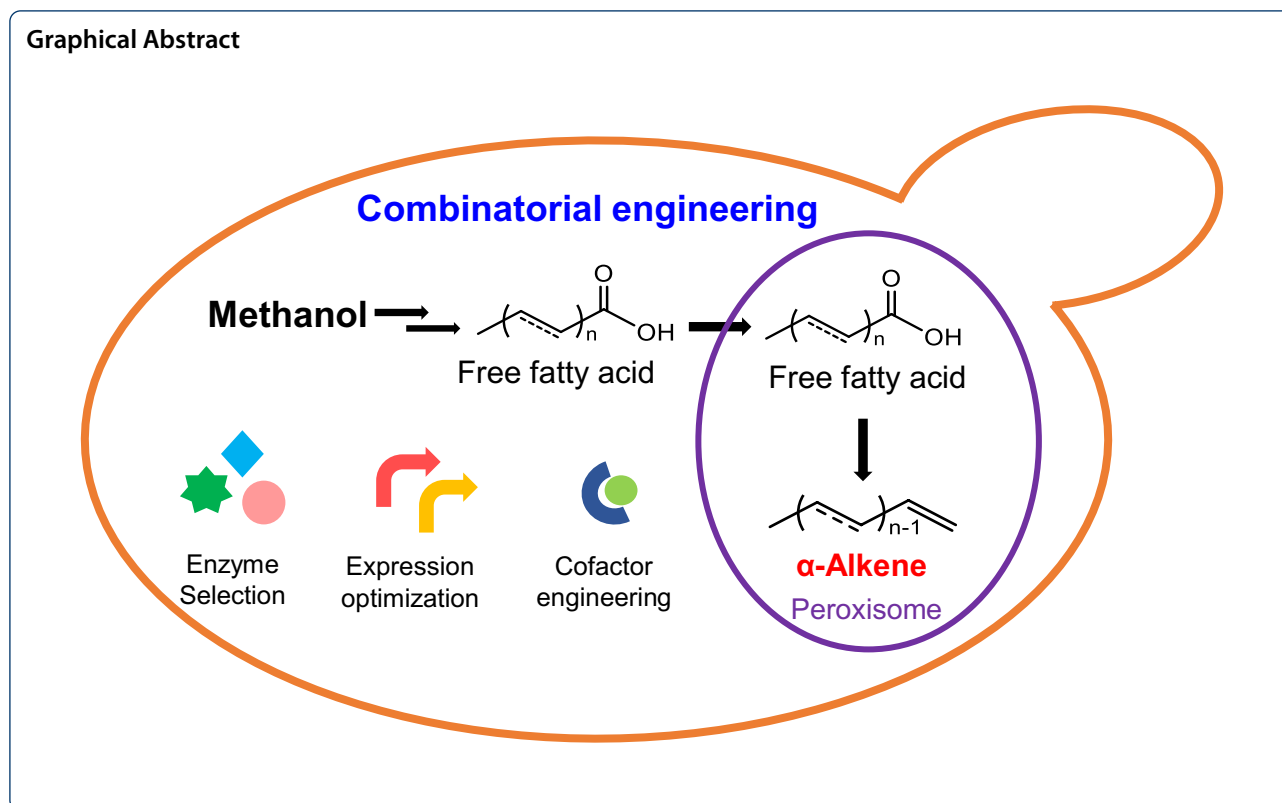 Graphical Abstract
Combinatorial engineering
Methanol
O
OH
n
Free fatty acid
O
OH
n
Free fatty acid
n-1
α-Alkene
Peroxisome
Enzyme
Selection
Expression
optimization
Cofactor
engineering